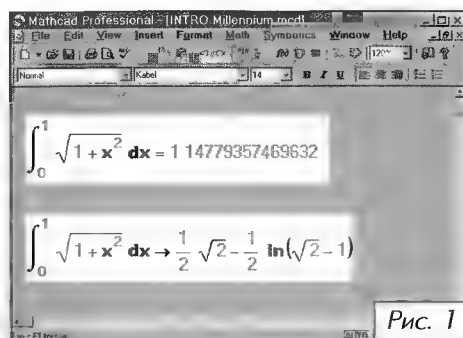 Mathcad Professional - [INTRO Millennium.mcd]
File Edit View Insert Format Math Symbolics Window Help
120%
Normal Kabel 14 B I U
∫₀¹ √(1 + x²) dx = 1 14779357469632
∫₀¹ √(1 + x²) dx → 1/2 √2 - 1/2 ln(√2 - 1)
Рис. 1